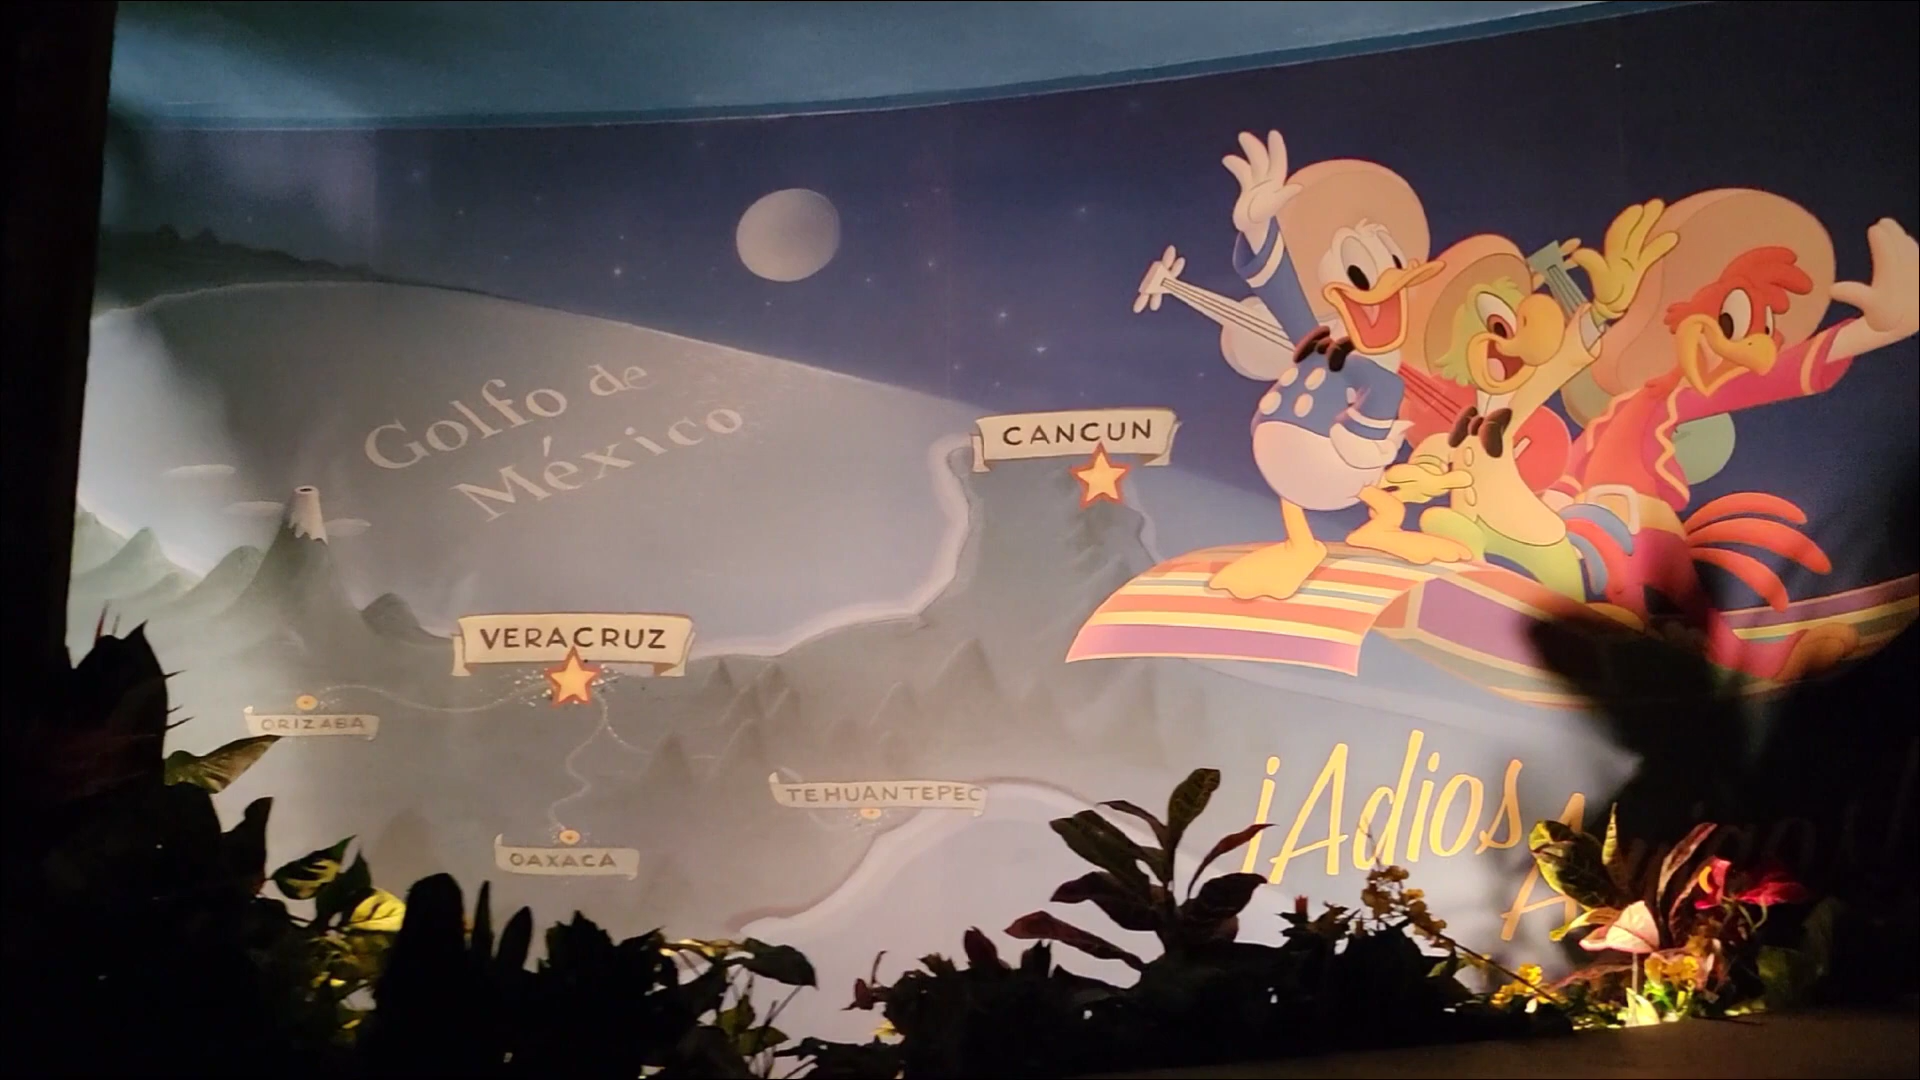 Golfo de
México
CANCUN
VERACRUZ
ORIZABA
TEHUANTEPEC
OAXACA
¡Adios